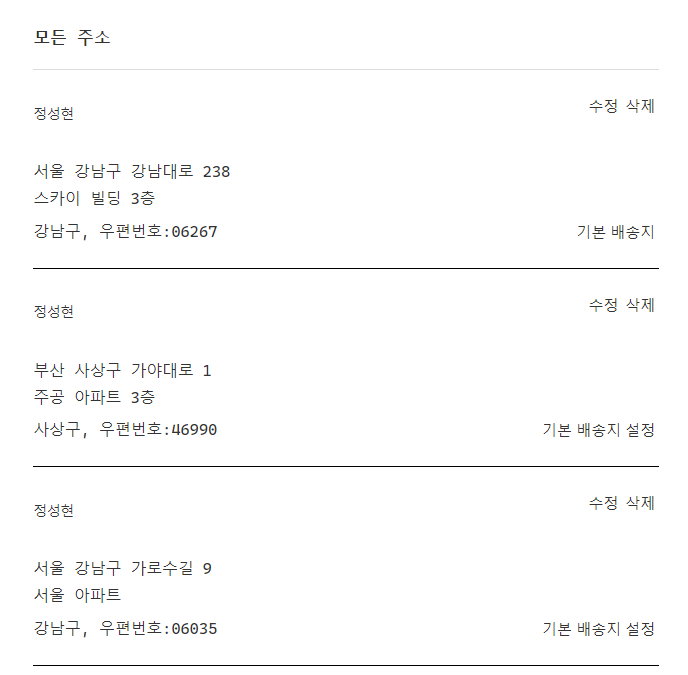 모든 주소
정성현
수정 삭제
서울 강남구 강남대로 238
스카이 빌딩 3층
강남구, 우편번호:06267
기본 배송지
정성현
수정 삭제
부산 사상구 가야대로 1
주공 아파트 3층
사상구, 우편번호:46990
기본 배송지 설정
정성현
수정 삭제
서울 강남구 가로수길 9
서울 아파트
강남구, 우편번호:06035
기본 배송지 설정